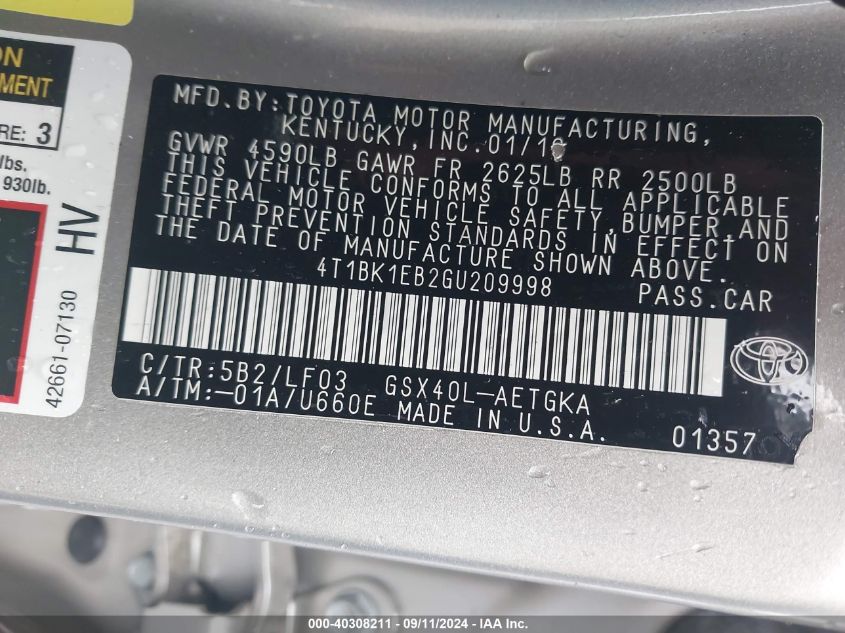 ON
MENT
RE: 3
lbs.
930lb.
HV
42661-07130
MFD.BY:TOYOTA MOTOR MANUFACTURING,
KENTUCKY, INC. 01/16
GVWR 4590LB GAWR FR 2625LB RR 2500LB
THIS VEHICLE CONFORMS TO ALL APPLICABLE
FEDERAL MOTOR VEHICLE SAFETY, BUMPER AND
THEFT PREVENTION STANDARDS IN EFFECT ON
THE DATE OF MANUFACTURE SHOWN ABOVE.
4T1BK1EB2GU209998 PASS.CAR
C/TR:5B2/LF03 GSX40L-AETGKA
A/TM:-01A/U660E MADE IN U.S.A. 01357
000-40308211 - 09/11/2024 - IAA Inc.